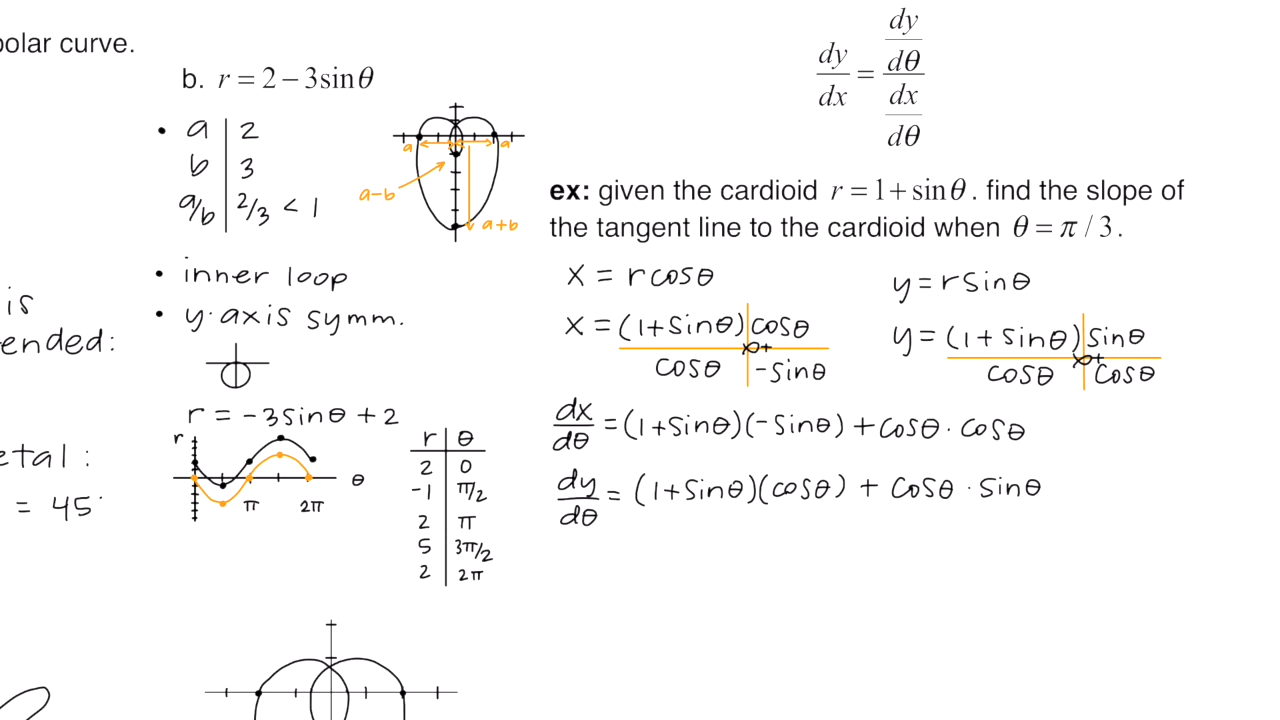 polar curve.
b. r = 2 − 3sinθ
• a | 2
b | 3
a/b | 2/3 < 1
a a
a-b
a+b
• inner loop
• y-axis symm.
is
ended:
r = -3sinθ + 2
r
θ
π 2π
r | θ
2 | 0
-1 | π/2
2 | π
5 | 3π/2
2 | 2π
etal:
= 45°
dy/dx = (dy/dθ)/(dx/dθ)
ex: given the cardioid r = 1 + sinθ. find the slope of
the tangent line to the cardioid when θ = π / 3.
x = rcosθ
y = rsinθ
x = (1+sinθ)cosθ
cosθ -sinθ
+
y = (1+sinθ)sinθ
cosθ cosθ
+
dx/dθ = (1+sinθ)(-sinθ) + cosθ · cosθ
dy/dθ = (1+sinθ)(cosθ) + cosθ · sinθ